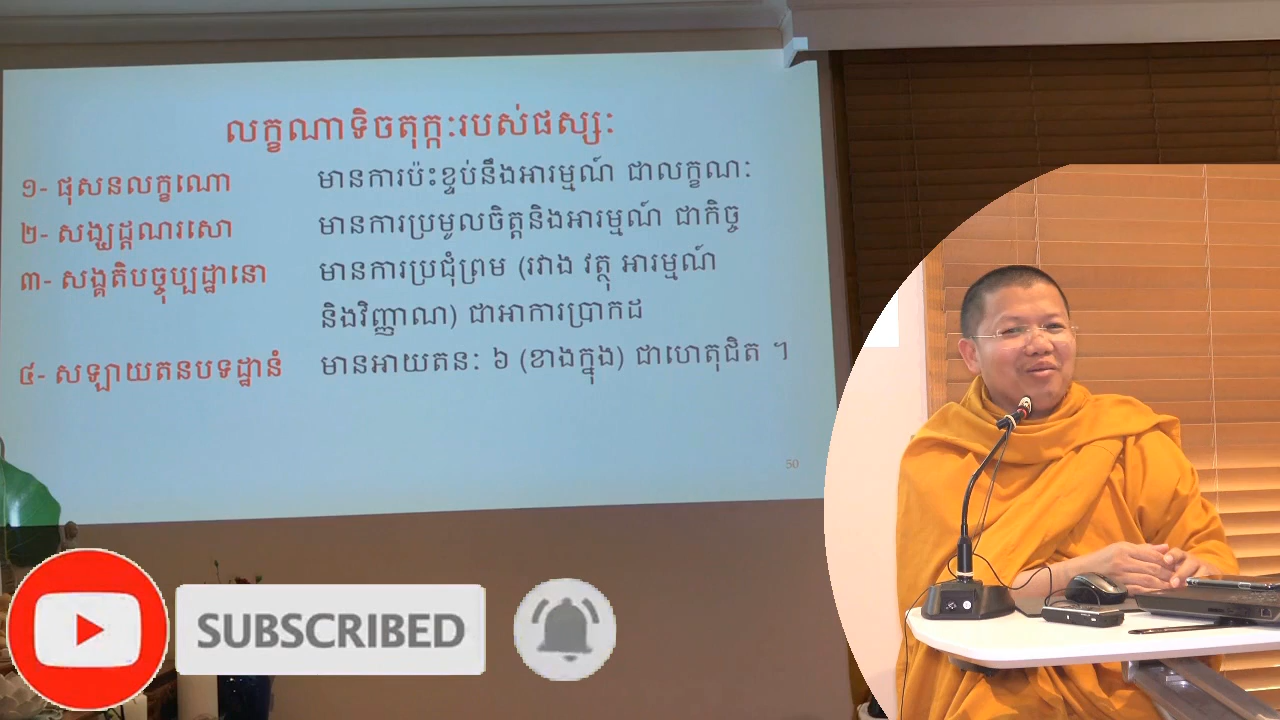 លក្ខណាទិចតុក្កៈរបស់ផស្សៈ
១- ផុសនលក្ខណោ មានការប៉ះខ្ទប់នឹងអារម្មណ៍ ជាលក្ខណៈ
២- សង្ឃដ្តណរសោ មានការប្រមូលចិត្តនិងអារម្មណ៍ ជាកិច្ច
៣- សង្គតិបច្ចុប្បដ្ឋានោ មានការប្រជុំព្រម (រវាង វត្ថុ អារម្មណ៍
និងវិញ្ញាណ) ជាអាការប្រាកដ
៤- សឡាយតនបទដ្ឋានំ មានអាយតនៈ ៦ (ខាងក្នុង) ជាហេតុជិត ។
50
SUBSCRIBED